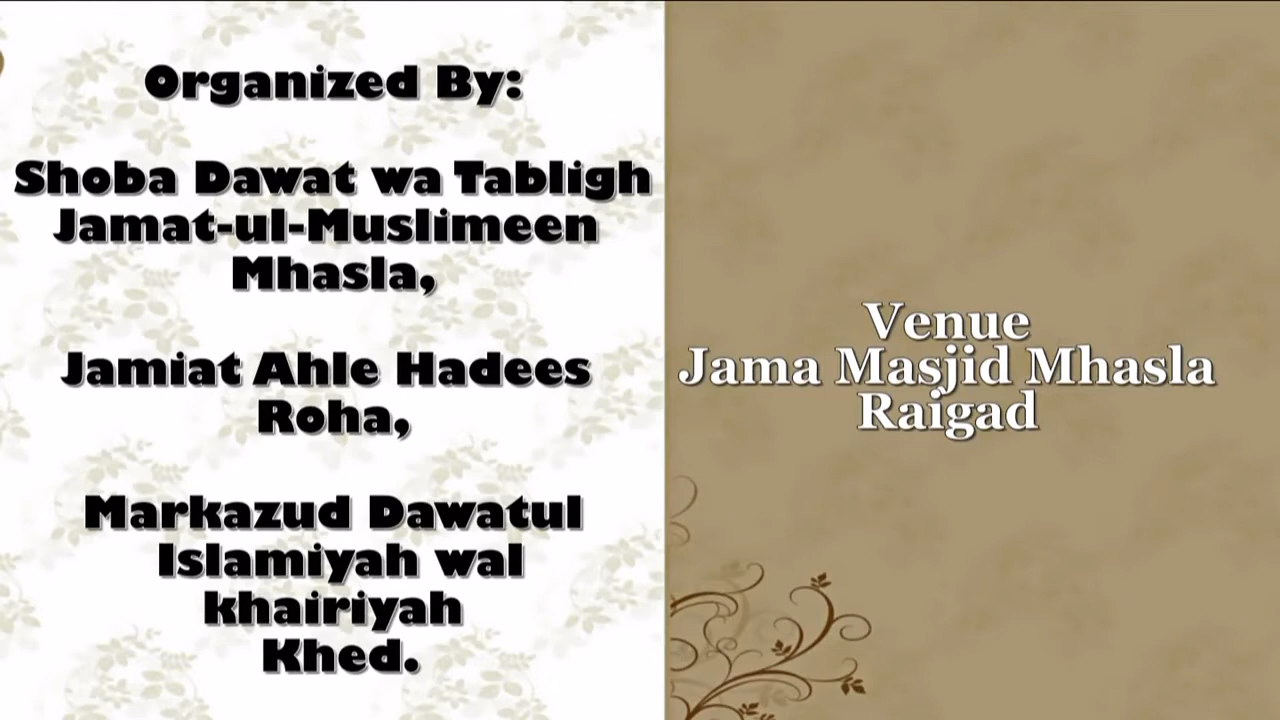 Organized By:
Shoba Dawat wa Tabligh
Jamat-ul-Muslimeen
Mhasla,
Jamiat Ahle Hadees
Roha,
Markazud Dawatul
Islamiyah wal
khairiyah
Khed.
Venue
Jama Masjid Mhasla
Raigad